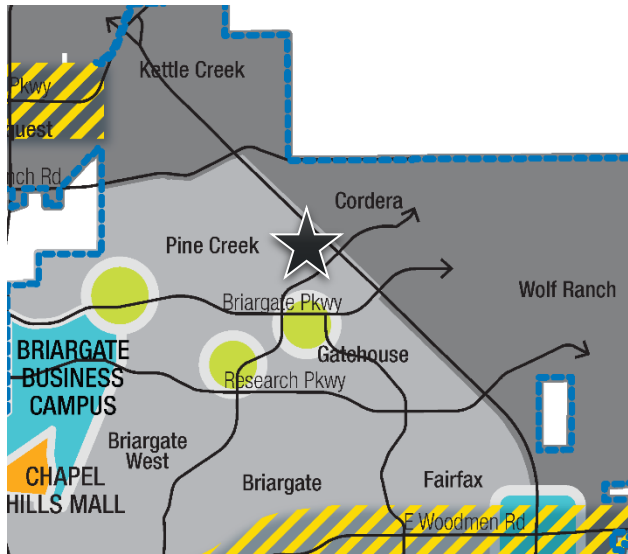 Kettle Creek
Pkwy
quest
nch Rd
Cordera
Pine Creek
Wolf Ranch
Briargate Pkwy
BRIARGATE
BUSINESS
CAMPUS
Gatehouse
Research Pkwy
Briargate
West
CHAPEL
HILLS MALL
Briargate
Fairfax
E Woodmen Rd